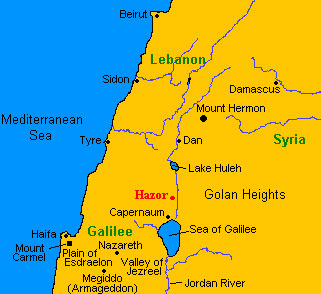 Beirut
Lebanon
Sidon
Damascus
Mount Hermon
Mediterranean
Sea
Syria
Tyre
Dan
Lake Huleh
Hazor
Golan Heights
Capernaum
Haifa
Galilee
Sea of Galilee
Mount
Carmel
Nazareth
Plain of
Esdraelon
Valley of
Jezreel
Megiddo
(Armageddon)
Jordan River